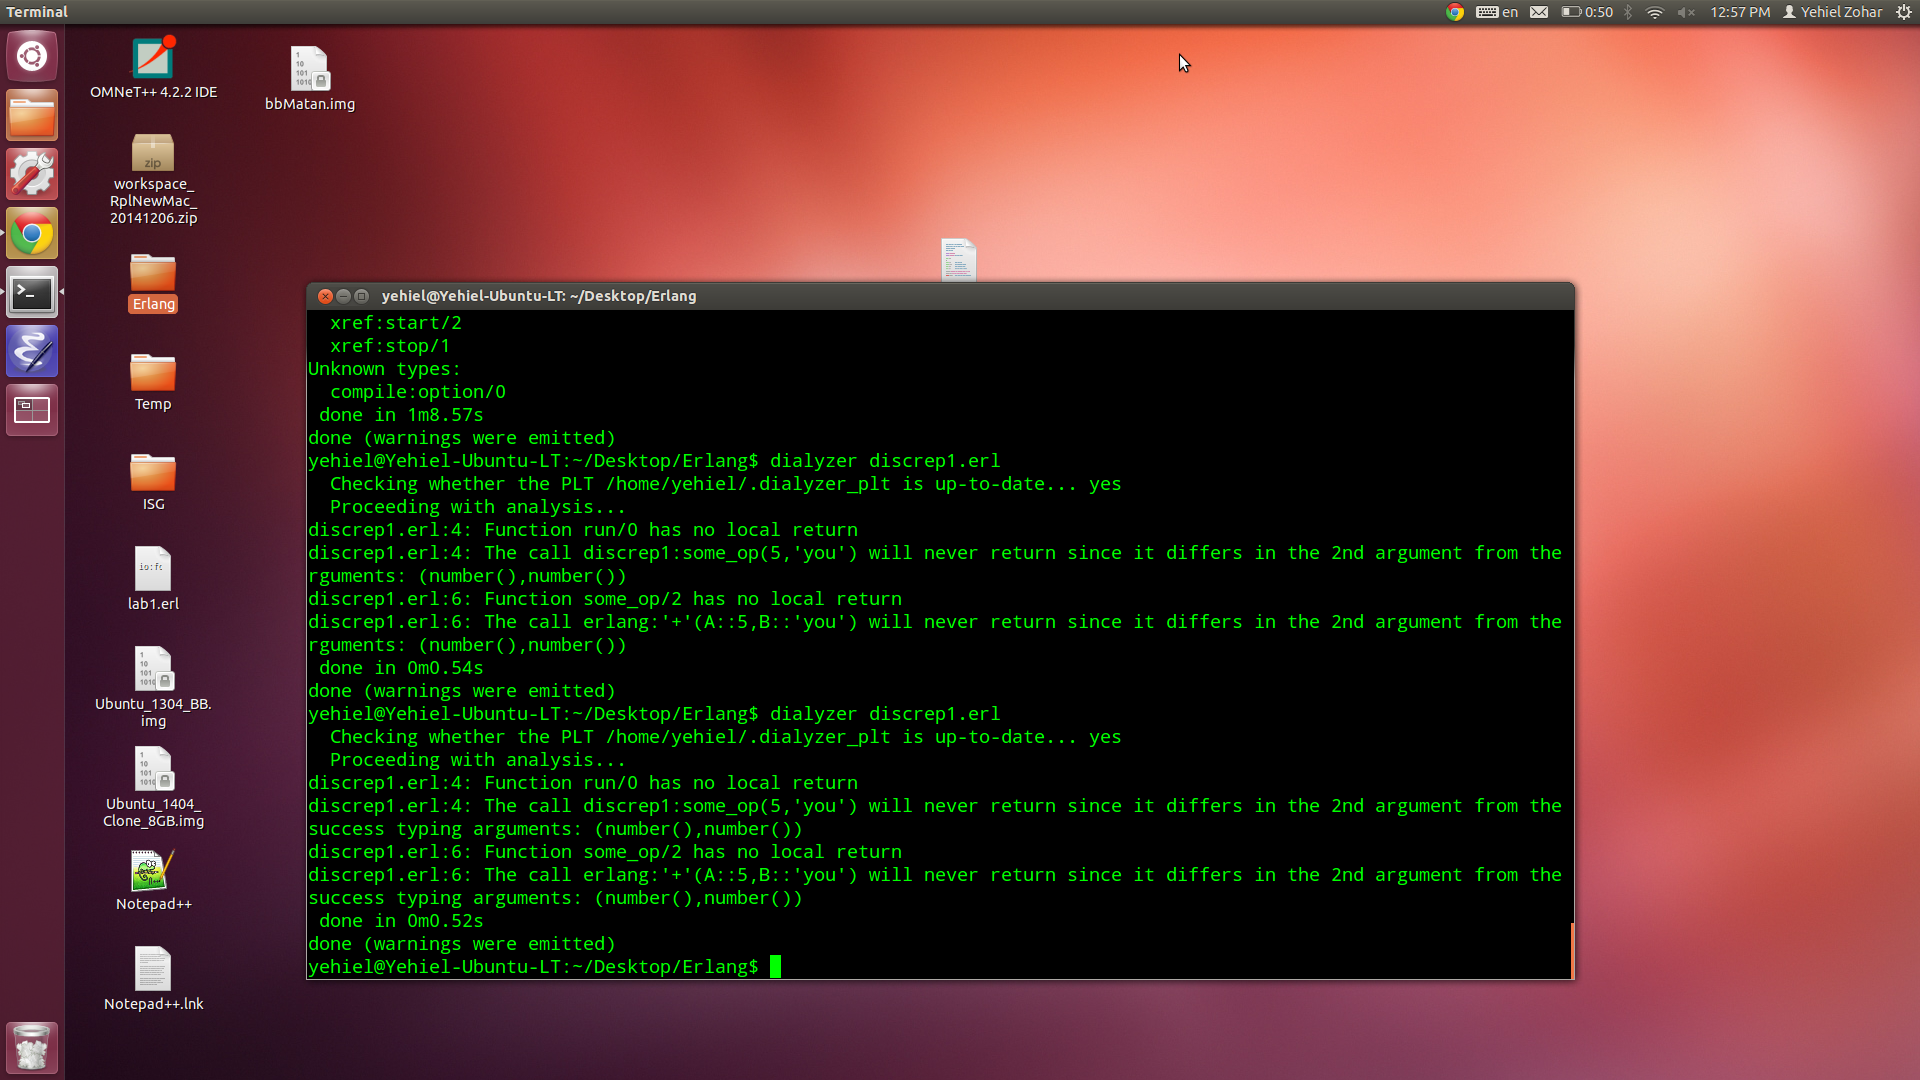 Terminal
en
0:50
12:57 PM
Yehiel Zohar
OMNeT++ 4.2.2 IDE
bbMatan.img
zip
workspace_
RplNewMac_
20141206.zip
Erlang
Temp
ISG
io:fc
lab1.erl
Ubuntu_1304_BB.
img
Ubuntu_1404_
Clone_8GB.img
Notepad++
Notepad++.lnk
yehiel@Yehiel-Ubuntu-LT: ~/Desktop/Erlang
xref:start/2
xref:stop/1
Unknown types:
compile:option/0
done in 1m8.57s
done (warnings were emitted)
yehiel@Yehiel-Ubuntu-LT:~/Desktop/Erlang$ dialyzer discrep1.erl
Checking whether the PLT /home/yehiel/.dialyzer_plt is up-to-date... yes
Proceeding with analysis...
discrep1.erl:4: Function run/0 has no local return
discrep1.erl:4: The call discrep1:some_op(5,'you') will never return since it differs in the 2nd argument from the
rguments: (number(),number())
discrep1.erl:6: Function some_op/2 has no local return
discrep1.erl:6: The call erlang:'+'(A::5,B::'you') will never return since it differs in the 2nd argument from the
rguments: (number(),number())
done in 0m0.54s
done (warnings were emitted)
yehiel@Yehiel-Ubuntu-LT:~/Desktop/Erlang$ dialyzer discrep1.erl
Checking whether the PLT /home/yehiel/.dialyzer_plt is up-to-date... yes
Proceeding with analysis...
discrep1.erl:4: Function run/0 has no local return
discrep1.erl:4: The call discrep1:some_op(5,'you') will never return since it differs in the 2nd argument from the
success typing arguments: (number(),number())
discrep1.erl:6: Function some_op/2 has no local return
discrep1.erl:6: The call erlang:'+'(A::5,B::'you') will never return since it differs in the 2nd argument from the
success typing arguments: (number(),number())
done in 0m0.52s
done (warnings were emitted)
yehiel@Yehiel-Ubuntu-LT:~/Desktop/Erlang$